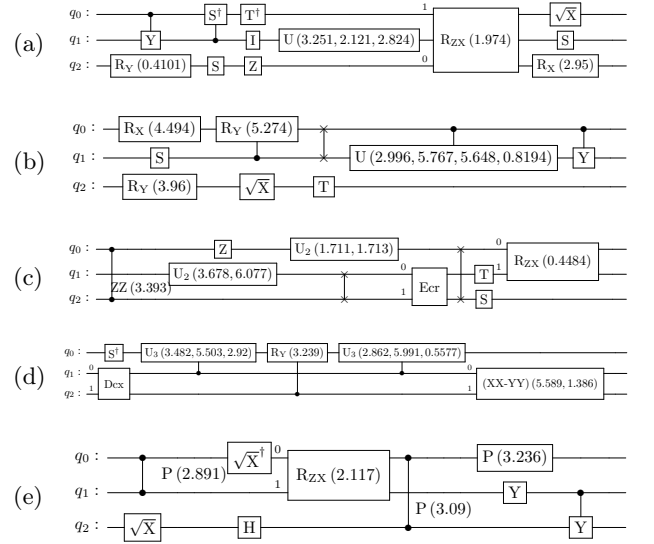 (a)
q₀ : S† T† 1 √X
q₁ : Y I U (3.251, 2.121, 2.824) R_ZX (1.974) S
q₂ : R_Y (0.4101) S Z 0 R_X (2.95)
(b)
q₀ : R_X (4.494) R_Y (5.274)
q₁ : S U (2.996, 5.767, 5.648, 0.8194) Y
q₂ : R_Y (3.96) √X T
(c)
q₀ : Z U₂ (1.711, 1.713) 0 R_ZX (0.4484)
q₁ : U₂ (3.678, 6.077) 0 Ecr T 1
q₂ : ZZ (3.393) 1 S
(d)
q₀ : S† U₃ (3.482, 5.503, 2.92) R_Y (3.239) U₃ (2.862, 5.991, 0.5577)
q₁ : 0 Dcx 0 (XX-YY) (5.589, 1.386)
q₂ : 1 1
(e)
q₀ : P (2.891) √X† 0 R_ZX (2.117) P (3.236)
q₁ : 1 P (3.09) Y
q₂ : √X H Y